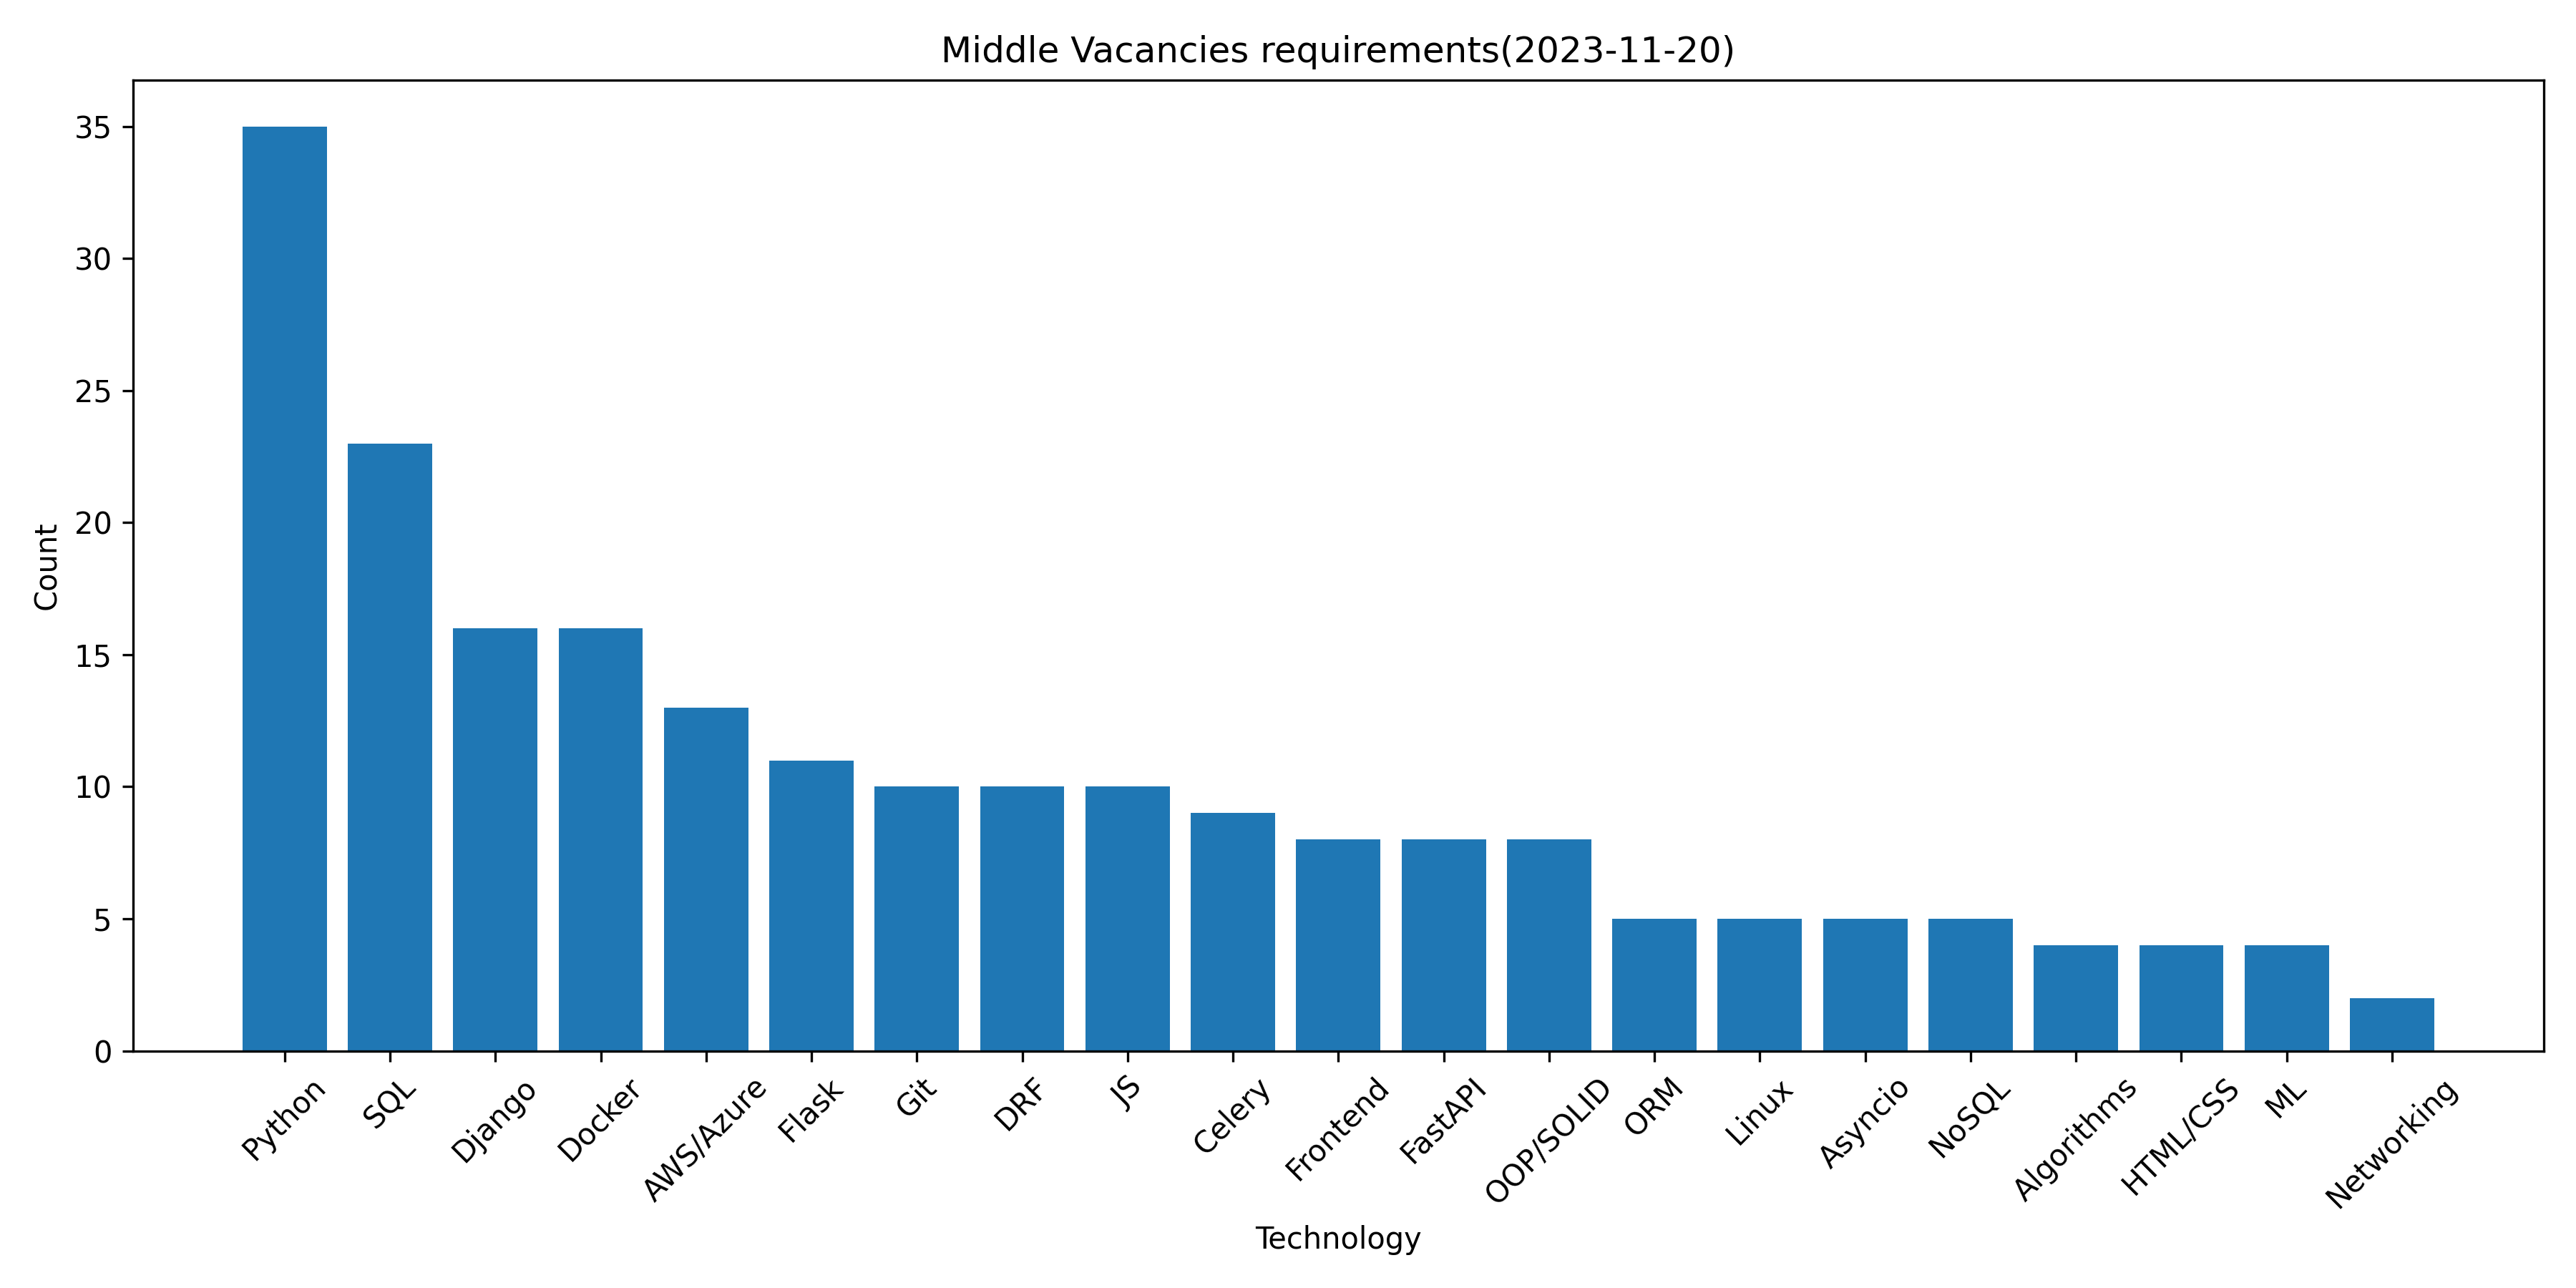 Middle Vacancies requirements(2023-11-20)
Count
35
30
25
20
15
10
5
0
Python
SQL
Django
Docker
AWS/Azure
Flask
Git
DRF
JS
Celery
Frontend
FastAPI
OOP/SOLID
ORM
Linux
Asyncio
NoSQL
Algorithms
HTML/CSS
ML
Networking
Technology